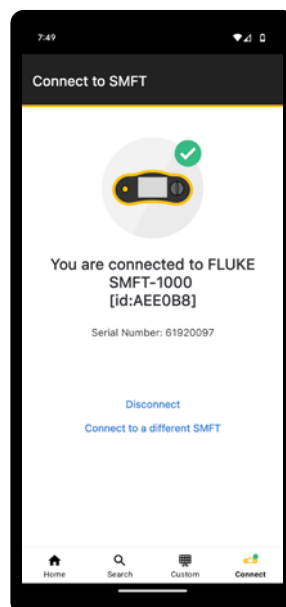 7:49
Connect to SMFT
You are connected to FLUKE
SMFT-1000
[id:AEE0B8]
Serial Number: 61920097
Disconnect
Connect to a different SMFT
Home Search Custom Connect